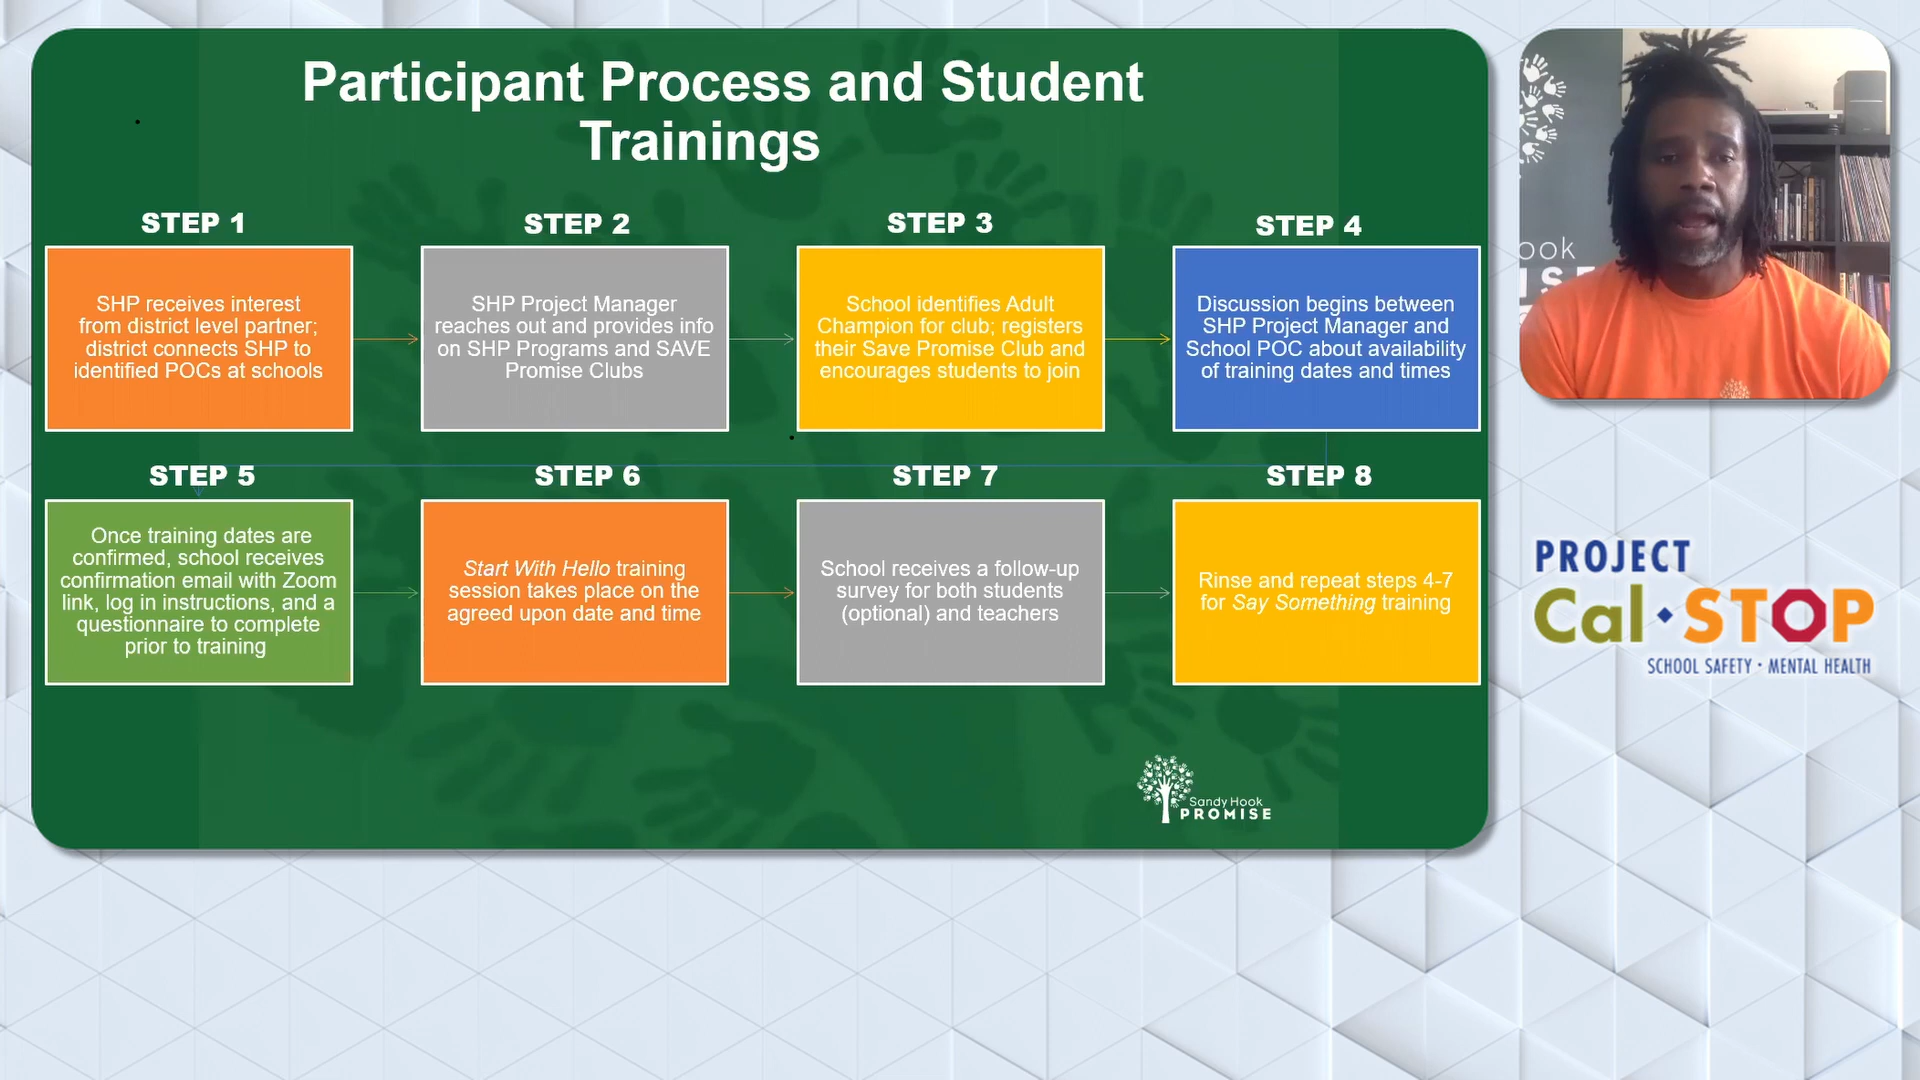 Participant Process and Student
Trainings
STEP 1
SHP receives interest
from district level partner;
district connects SHP to
identified POCs at schools
STEP 2
SHP Project Manager
reaches out and provides info
on SHP Programs and SAVE
Promise Clubs
STEP 3
School identifies Adult
Champion for club; registers
their Save Promise Club and
encourages students to join
STEP 4
Discussion begins between
SHP Project Manager and
School POC about availability
of training dates and times
STEP 5
Once training dates are
confirmed, school receives
confirmation email with Zoom
link, log in instructions, and a
questionnaire to complete
prior to training
STEP 6
Start With Hello training
session takes place on the
agreed upon date and time
STEP 7
School receives a follow-up
survey for both students
(optional) and teachers
STEP 8
Rinse and repeat steps 4-7
for Say Something training
Sandy Hook
PROMISE
ook
ISE
PROJECT
Cal•STOP
SCHOOL SAFETY • MENTAL HEALTH